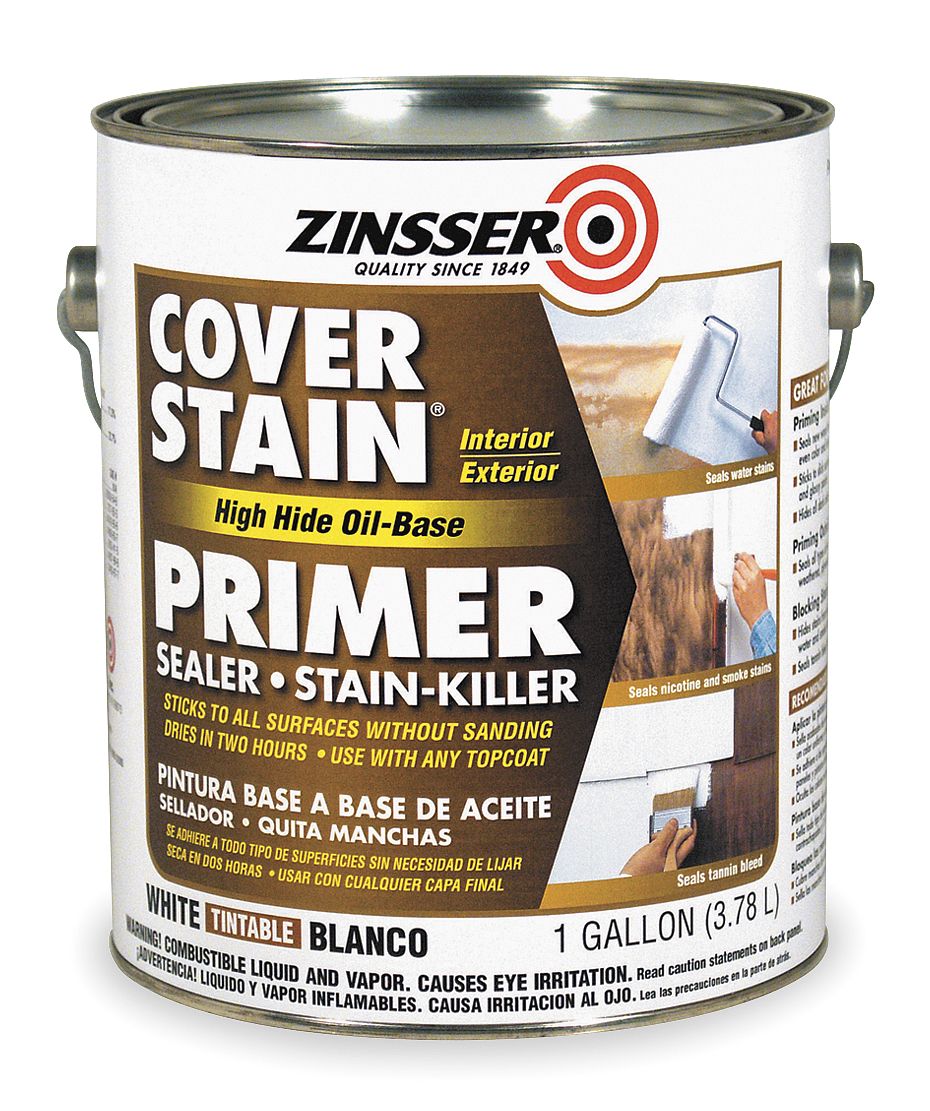 ZINSSER®
QUALITY SINCE 1849
COVER
STAIN®
Interior
Exterior
High Hide Oil-Base
PRIMER
SEALER • STAIN-KILLER
STICKS TO ALL SURFACES WITHOUT SANDING
DRIES IN TWO HOURS • USE WITH ANY TOPCOAT
PINTURA BASE A BASE DE ACEITE
SELLADOR • QUITA MANCHAS
SE ADHIERE A TODO TIPO DE SUPERFICIES SIN NECESIDAD DE LIJAR
SECA EN DOS HORAS • USAR CON CUALQUIER CAPA FINAL
Seals water stains
Seals nicotine and smoke stains
Seals tannin bleed
WHITE TINTABLE BLANCO
1 GALLON (3.78 L)
WARNING! COMBUSTIBLE LIQUID AND VAPOR. CAUSES EYE IRRITATION. Read caution statements on back panel.
¡ADVERTENCIA! LIQUIDO Y VAPOR INFLAMABLES. CAUSA IRRITACION AL OJO. Lea las precauciones en la parte de atrás.
GREAT
Priming
Priming
Blocking